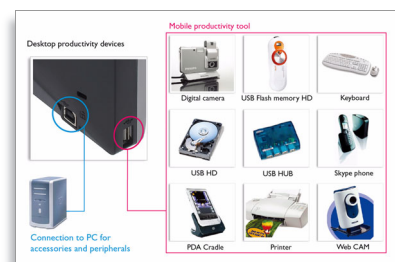 Mobile productivity tool
Desktop productivity devices
Digital camera
USB Flash memory HD
Keyboard
USB HD
USB HUB
Skype phone
Connection to PC for
accessories and peripherals
PDA Cradle
Printer
Web CAM